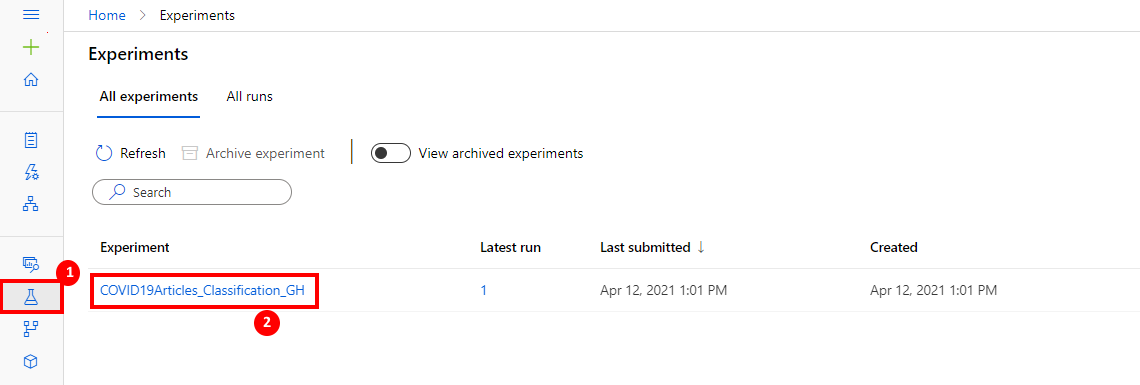 Home > Experiments
Experiments
All experiments All runs
Refresh Archive experiment View archived experiments
Search
Experiment Latest run Last submitted ↓ Created
1
COVID19Articles_Classification_GH 1 Apr 12, 2021 1:01 PM Apr 12, 2021 1:01 PM
2